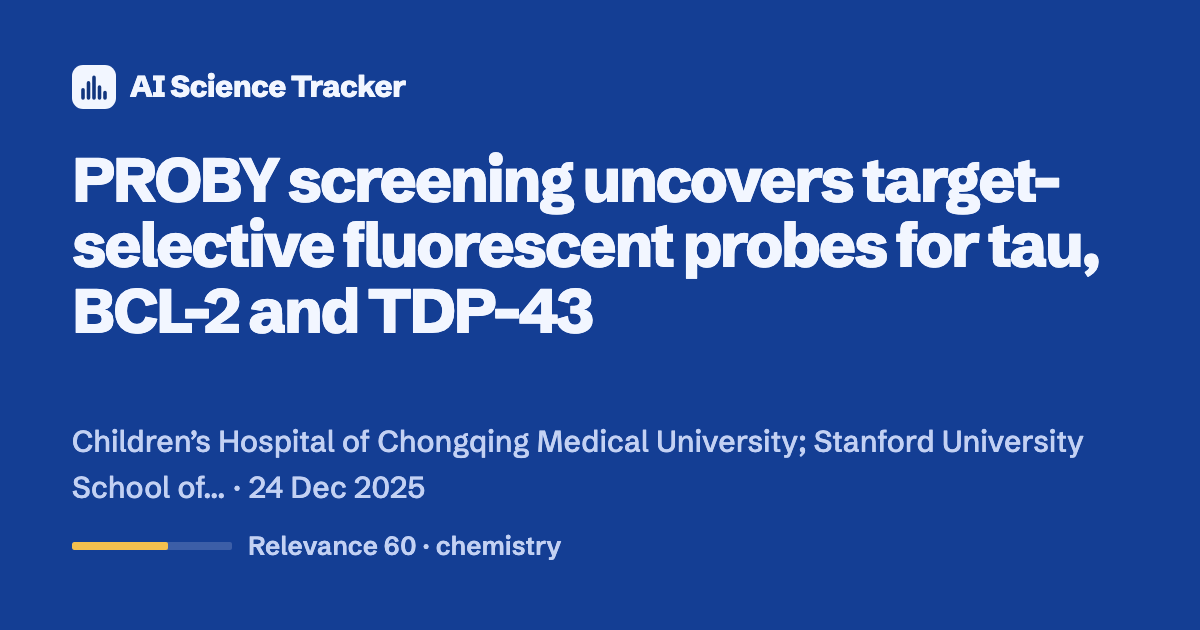 AI Science Tracker
PROBY screening uncovers target-
selective fluorescent probes for tau,
BCL-2 and TDP-43
Children’s Hospital of Chongqing Medical University; Stanford University
School of... · 24 Dec 2025
Relevance 60 · chemistry